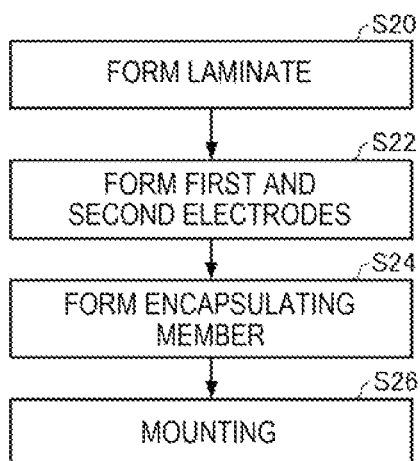 S20
FORM LAMINATE
S22
FORM FIRST AND
SECOND ELECTRODES
S24
FORM ENCAPSULATING
MEMBER
S26
MOUNTING